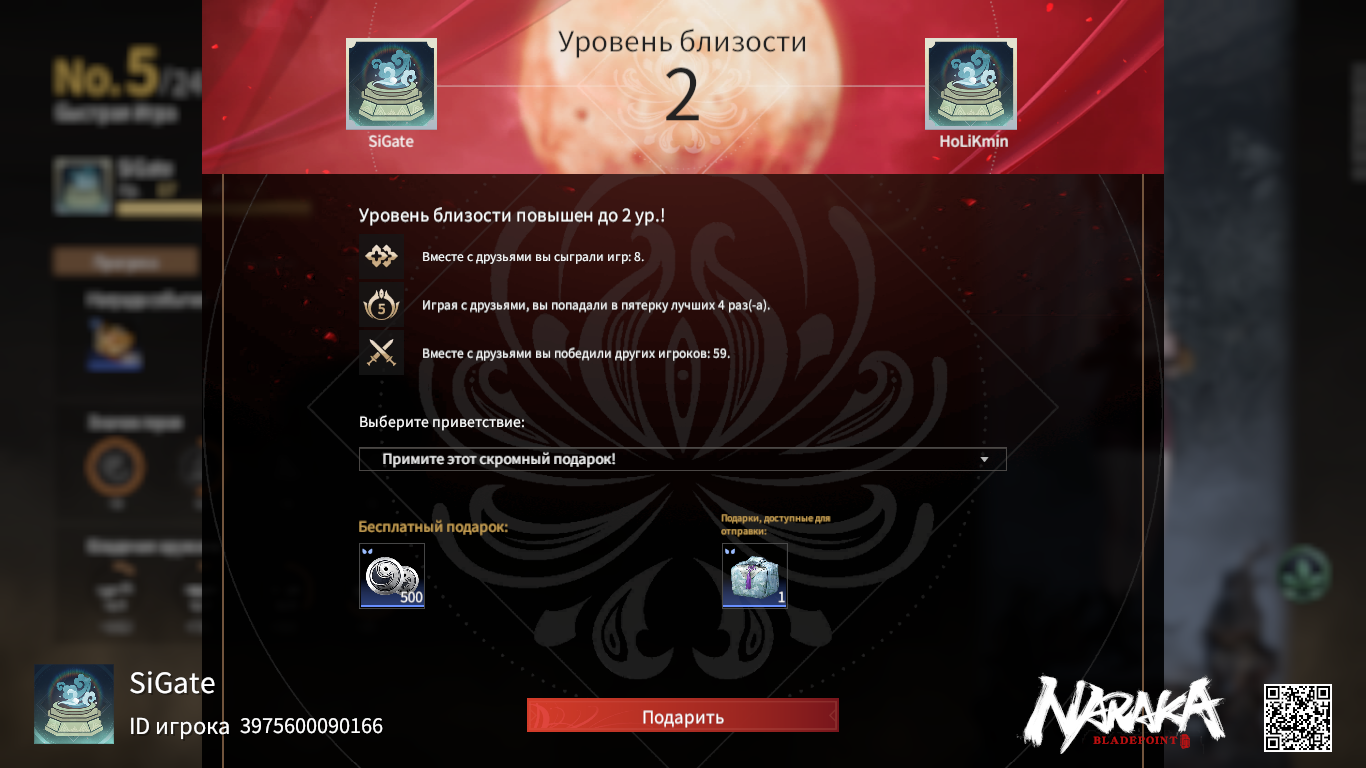 Уровень близости
2
SiGate
HoLiKmin
No.5/24
Быстрая игра
SiGate
Уровень близости повышен до 2 ур.!
Вместе с друзьями вы сыграли игр: 8.
5
Играя с друзьями, вы попадали в пятерку лучших 4 раз(-а).
Вместе с друзьями вы победили других игроков: 59.
Выберите приветствие:
Примите этот скромный подарок!
Бесплатный подарок:
Подарки, доступные для
отправки:
500
1
SiGate
ID игрока 3975600090166
Подарить
NARAKA
BLADEPOINT